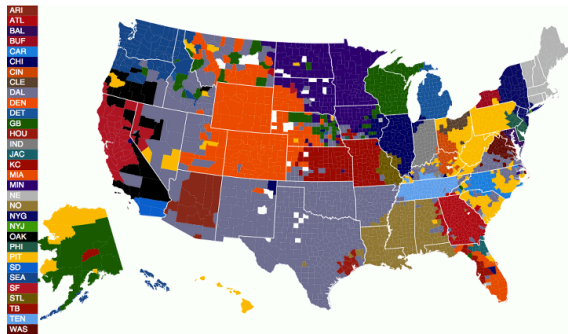 ARI
ATL
BAL
BUF
CAR
CHI
CIN
CLE
DAL
DEN
DET
GB
HOU
IND
JAC
KC
MIA
MIN
NE
NO
NYG
NYJ
OAK
PHI
PIT
SD
SEA
SF
STL
TB
TEN
WAS